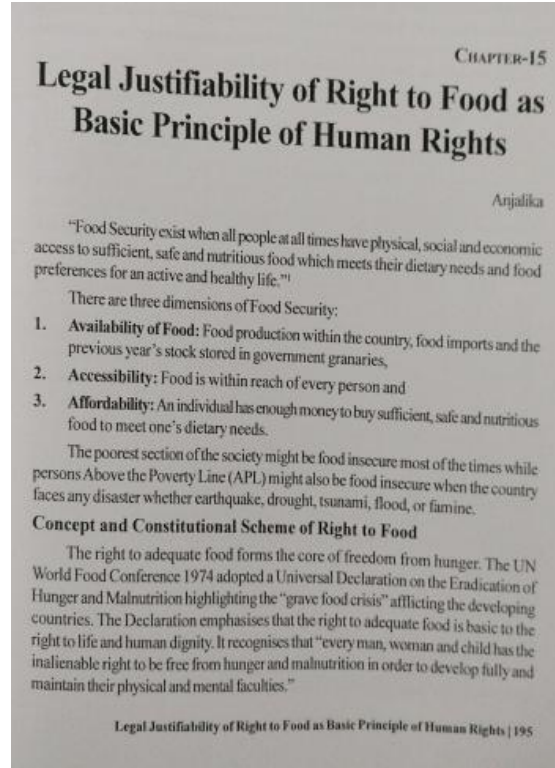 CHAPTER-15
Legal Justifiability of Right to Food as
Basic Principle of Human Rights
Anjalika
“Food Security exist when all people at all times have physical, social and economic
access to sufficient, safe and nutritious food which meets their dietary needs and food
preferences for an active and healthy life.”1
There are three dimensions of Food Security:
1. Availability of Food: Food production within the country, food imports and the
previous year’s stock stored in government granaries,
2. Accessibility: Food is within reach of every person and
3. Affordability: An individual has enough money to buy sufficient, safe and nutritious
food to meet one’s dietary needs.
The poorest section of the society might be food insecure most of the times while
persons Above the Poverty Line (APL) might also be food insecure when the country
faces any disaster whether earthquake, drought, tsunami, flood, or famine.
Concept and Constitutional Scheme of Right to Food
The right to adequate food forms the core of freedom from hunger. The UN
World Food Conference 1974 adopted a Universal Declaration on the Eradication of
Hunger and Malnutrition highlighting the “grave food crisis” afflicting the developing
countries. The Declaration emphasises that the right to adequate food is basic to the
right to life and human dignity. It recognises that “every man, woman and child has the
inalienable right to be free from hunger and malnutrition in order to develop fully and
maintain their physical and mental faculties.”
Legal Justifiability of Right to Food as Basic Principle of Human Rights | 195